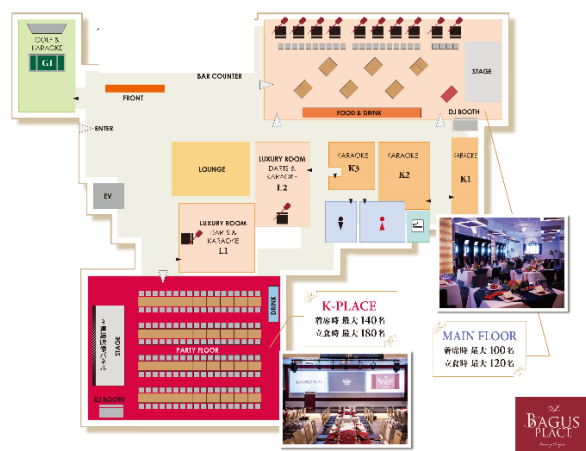 GOLF &
KARAOKE
G1
BAR COUNTER
FRONT
ENTER
EV
STAGE
DJ BOOTH
FOOD & DRINK
LOUNGE
LUXURY ROOM
DARTS &
KARAOKE
L2
KARAOKE
K3
KARAOKE
K2
KARAOKE
K1
LUXURY ROOM
DARTS &
KARAOKE
L1
DRINK
STAGE
PARTY FLOOR
DJ BOOTH
K-PLACE
着席時 最大 140名
立食時 最大 180名
MAIN FLOOR
着席時 最大 100名
立食時 最大 120名
The
BAGUS
PLACE